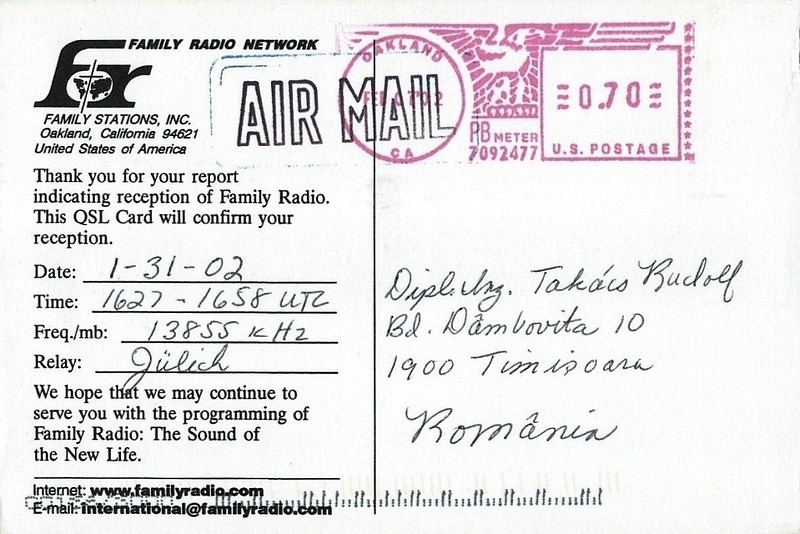 FAMILY RADIO NETWORK
fr
FAMILY STATIONS, INC.
Oakland, California 94621
United States of America
AIR MAIL
OAKLAND
FEB 07 '02
CA
PB METER
7092477
0.70
U.S. POSTAGE
Thank you for your report
indicating reception of Family Radio.
This QSL Card will confirm your
reception.
Date: 1-31-02
Time: 1627 - 1658 UTC
Freq./mb: 13855 KHz
Relay: Jülich
We hope that we may continue to
serve you with the programming of
Family Radio: The Sound of
the New Life.
Internet: www.familyradio.com
E-mail: international@familyradio.com
Dipl. Ing. Takács Rudolf
Bd. Dâmbovita 10
1900 Timisoara
România